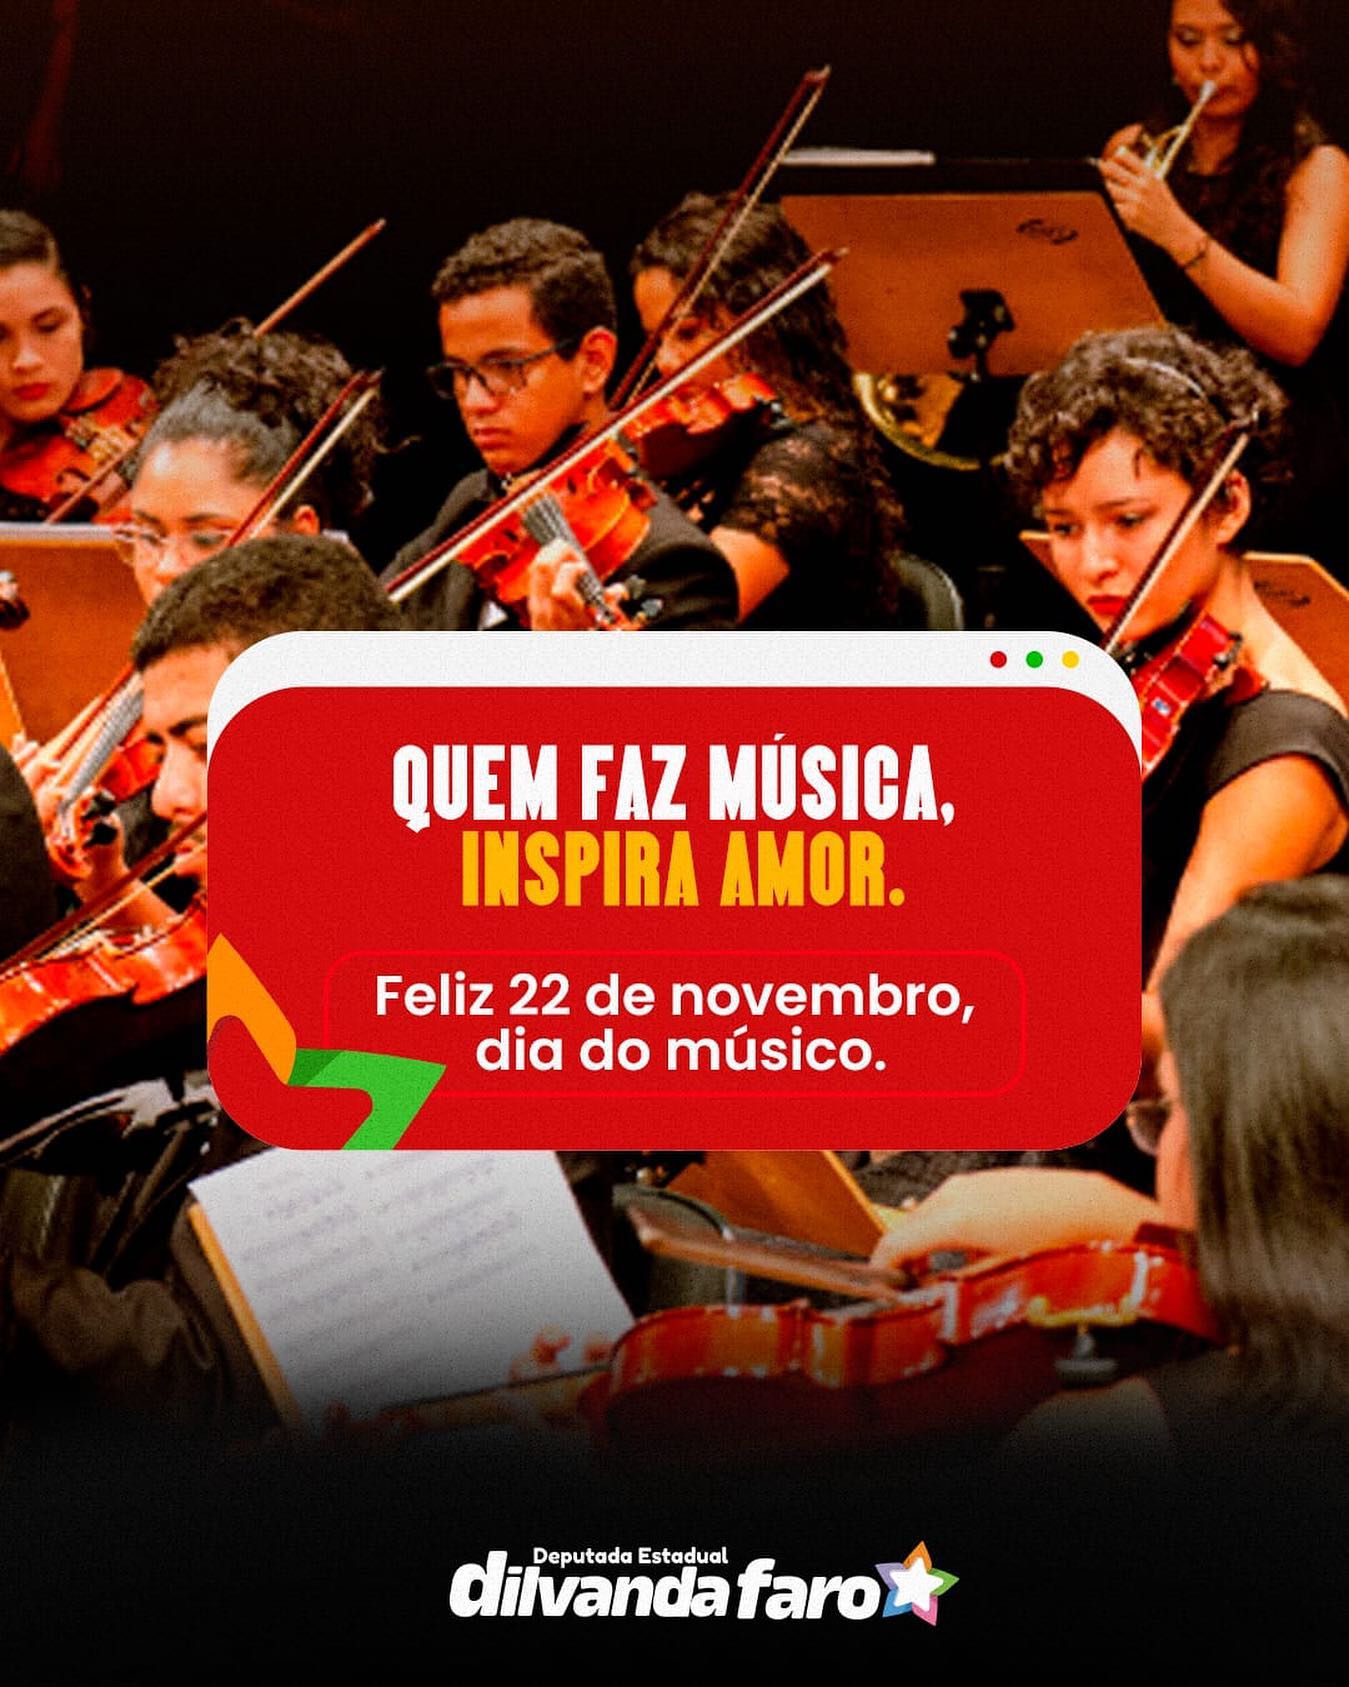 QUEM FAZ MÚSICA,
INSPIRA AMOR.
Feliz 22 de novembro,
dia do músico.
Deputada Estadual
dilvanda faro